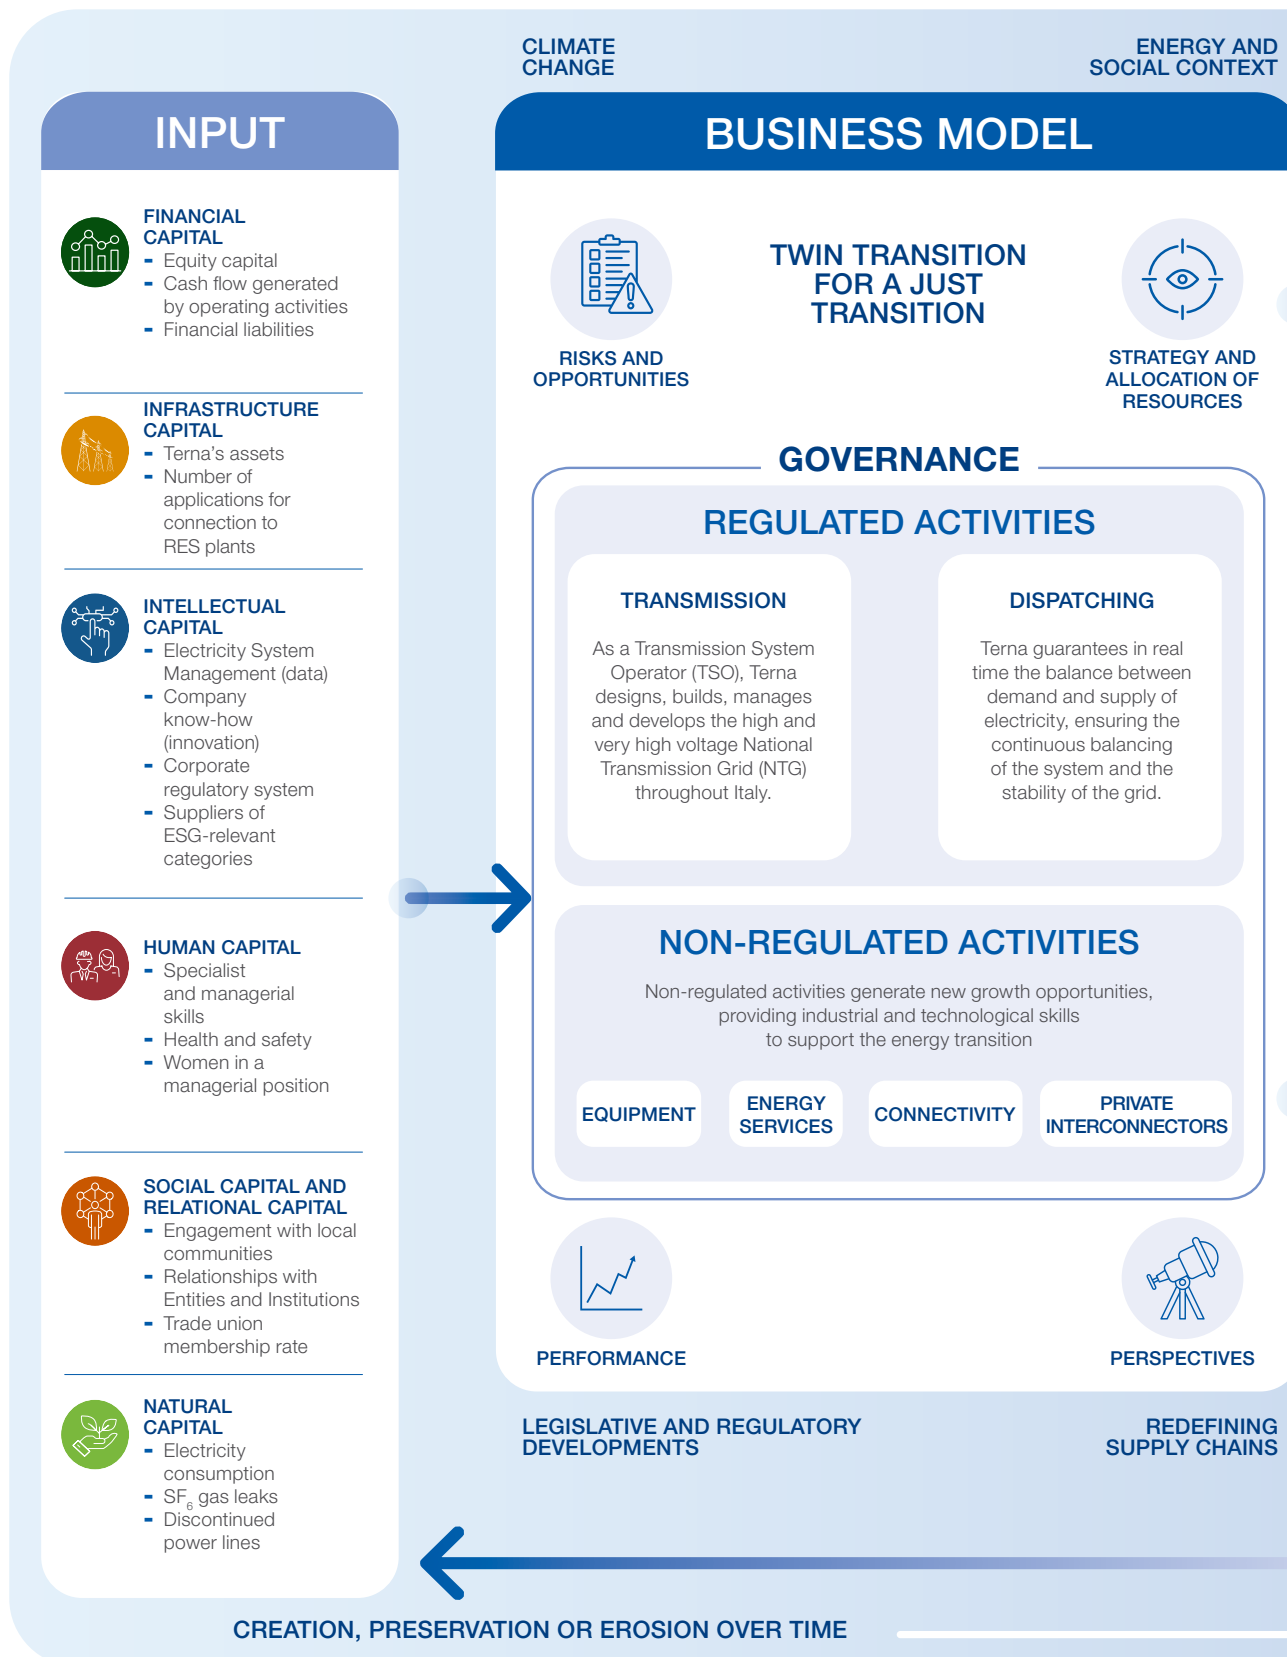 CLIMATE
CHANGE
ENERGY AND
SOCIAL CONTEXT
INPUT
FINANCIAL
CAPITAL
- Equity capital
- Cash flow generated
by operating activities
- Financial liabilities
INFRASTRUCTURE
CAPITAL
- Terna's assets
- Number of
applications for
connection to
RES plants
INTELLECTUAL
CAPITAL
- Electricity System
Management (data)
- Company
know-how
(innovation)
- Corporate
regulatory system
- Suppliers of
ESG-relevant
categories
HUMAN CAPITAL
- Specialist
and managerial
skills
- Health and safety
- Women in a
managerial position
SOCIAL CAPITAL AND
RELATIONAL CAPITAL
- Engagement with local
communities
- Relationships with
Entities and Institutions
- Trade union
membership rate
NATURAL
CAPITAL
- Electricity
consumption
- SF6 gas leaks
- Discontinued
power lines
BUSINESS MODEL
RISKS AND
OPPORTUNITIES
TWIN TRANSITION
FOR A JUST
TRANSITION
STRATEGY AND
ALLOCATION OF
RESOURCES
GOVERNANCE
REGULATED ACTIVITIES
TRANSMISSION
As a Transmission System
Operator (TSO), Terna
designs, builds, manages
and develops the high and
very high voltage National
Transmission Grid (NTG)
throughout Italy.
DISPATCHING
Terna guarantees in real
time the balance between
demand and supply of
electricity, ensuring the
continuous balancing
of the system and the
stability of the grid.
NON-REGULATED ACTIVITIES
Non-regulated activities generate new growth opportunities,
providing industrial and technological skills
to support the energy transition
EQUIPMENT
ENERGY
SERVICES
CONNECTIVITY
PRIVATE
INTERCONNECTORS
PERFORMANCE
PERSPECTIVES
LEGISLATIVE AND REGULATORY
DEVELOPMENTS
REDEFINING
SUPPLY CHAINS
CREATION, PRESERVATION OR EROSION OVER TIME